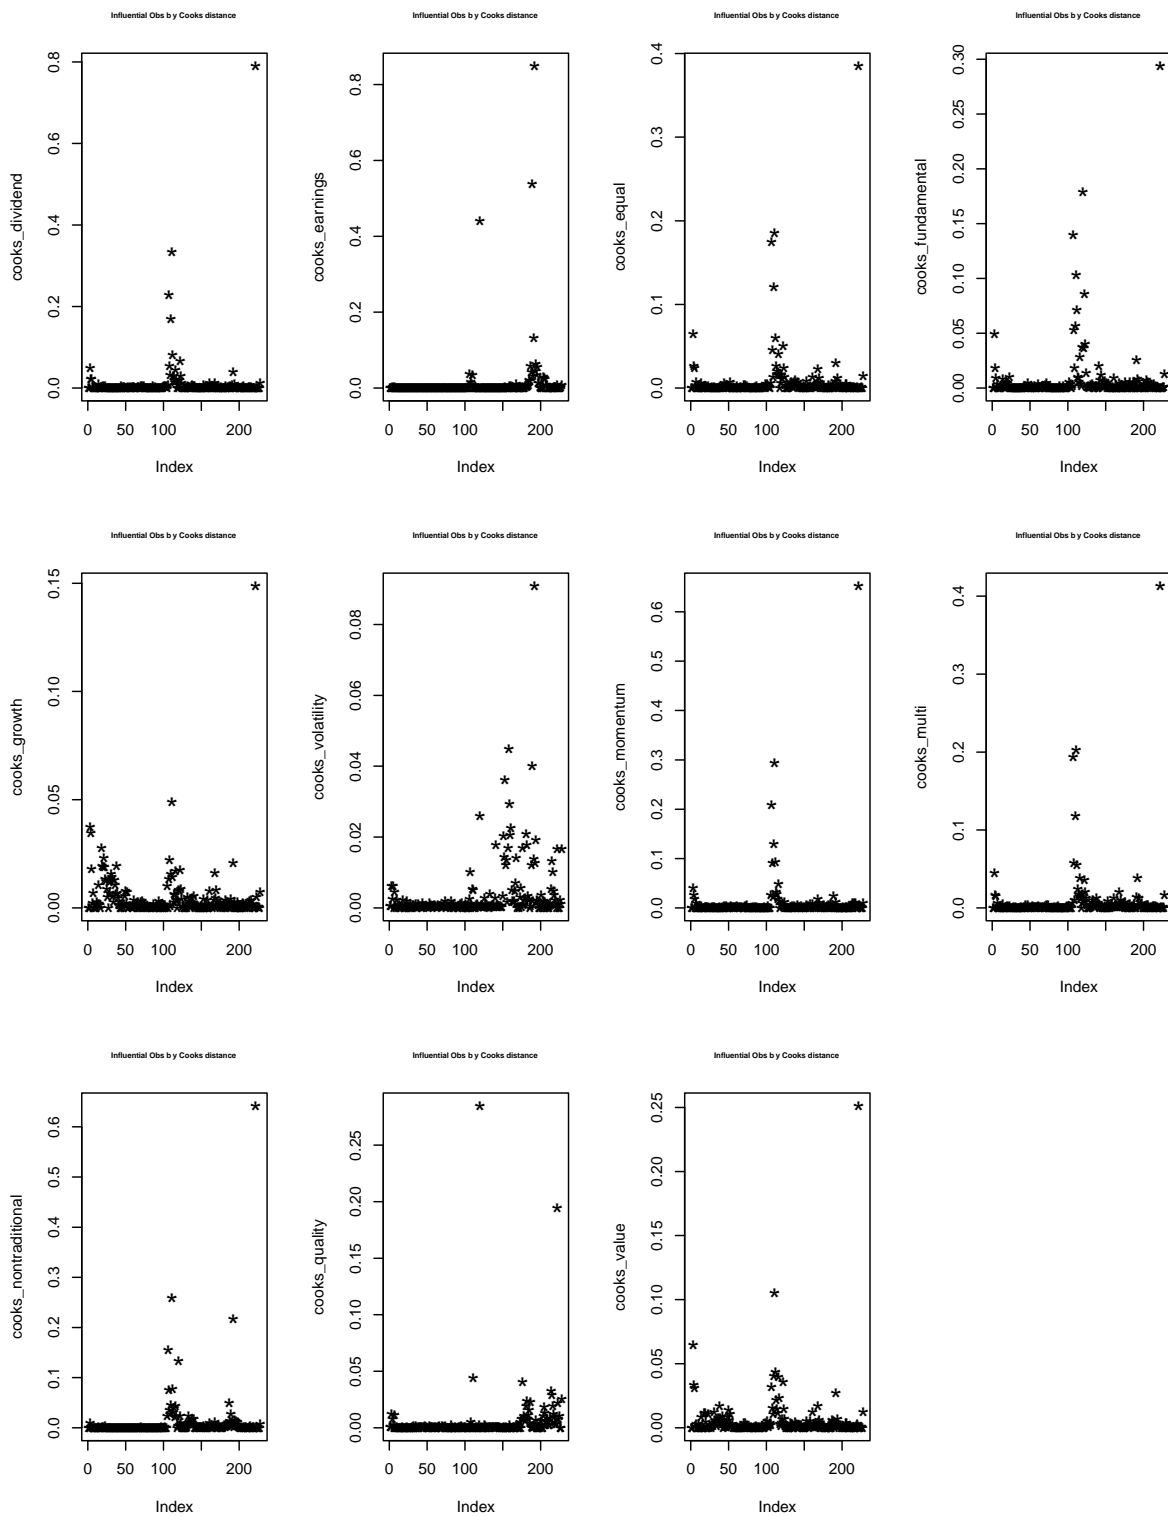 Influential Obs b y Cooks distance
Influential Obs b y Cooks distance
Influential Obs b y Cooks distance
Influential Obs b y Cooks distance
cooks_dividend
0.0 0.2 0.4 0.6 0.8
0 50 100 200
Index
cooks_earnings
0.0 0.2 0.4 0.6 0.8
0 50 100 200
Index
cooks_equal
0.0 0.1 0.2 0.3 0.4
0 50 100 200
Index
cooks_fundamental
0.00 0.05 0.10 0.15 0.20 0.25 0.30
0 50 100 200
Index
Influential Obs b y Cooks distance
Influential Obs b y Cooks distance
Influential Obs b y Cooks distance
Influential Obs b y Cooks distance
cooks_growth
0.00 0.05 0.10 0.15
0 50 100 200
Index
cooks_volatility
0.00 0.02 0.04 0.06 0.08
0 50 100 200
Index
cooks_momentum
0.0 0.1 0.2 0.3 0.4 0.5 0.6
0 50 100 200
Index
cooks_multi
0.0 0.1 0.2 0.3 0.4
0 50 100 200
Index
Influential Obs b y Cooks distance
Influential Obs b y Cooks distance
Influential Obs b y Cooks distance
cooks_nontraditional
0.0 0.1 0.2 0.3 0.4 0.5 0.6
0 50 100 200
Index
cooks_quality
0.00 0.05 0.10 0.15 0.20 0.25
0 50 100 200
Index
cooks_value
0.00 0.05 0.10 0.15 0.20 0.25
0 50 100 200
Index